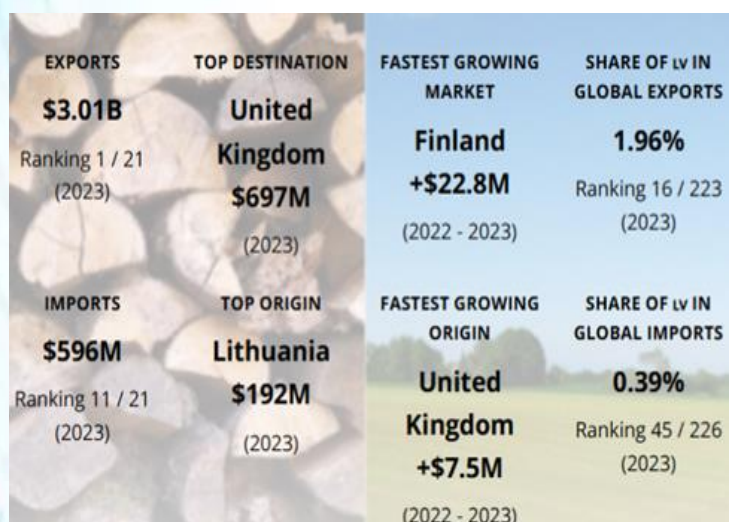 EXPORTS
$3.01B
Ranking 1 / 21
(2023)
TOP DESTINATION
United
Kingdom
$697M
(2023)
FASTEST GROWING
MARKET
Finland
+$22.8M
(2022 - 2023)
SHARE OF LV IN
GLOBAL EXPORTS
1.96%
Ranking 16 / 223
(2023)
IMPORTS
$596M
Ranking 11 / 21
(2023)
TOP ORIGIN
Lithuania
$192M
(2023)
FASTEST GROWING
ORIGIN
United
Kingdom
+$7.5M
(2022 - 2023)
SHARE OF LV IN
GLOBAL IMPORTS
0.39%
Ranking 45 / 226
(2023)